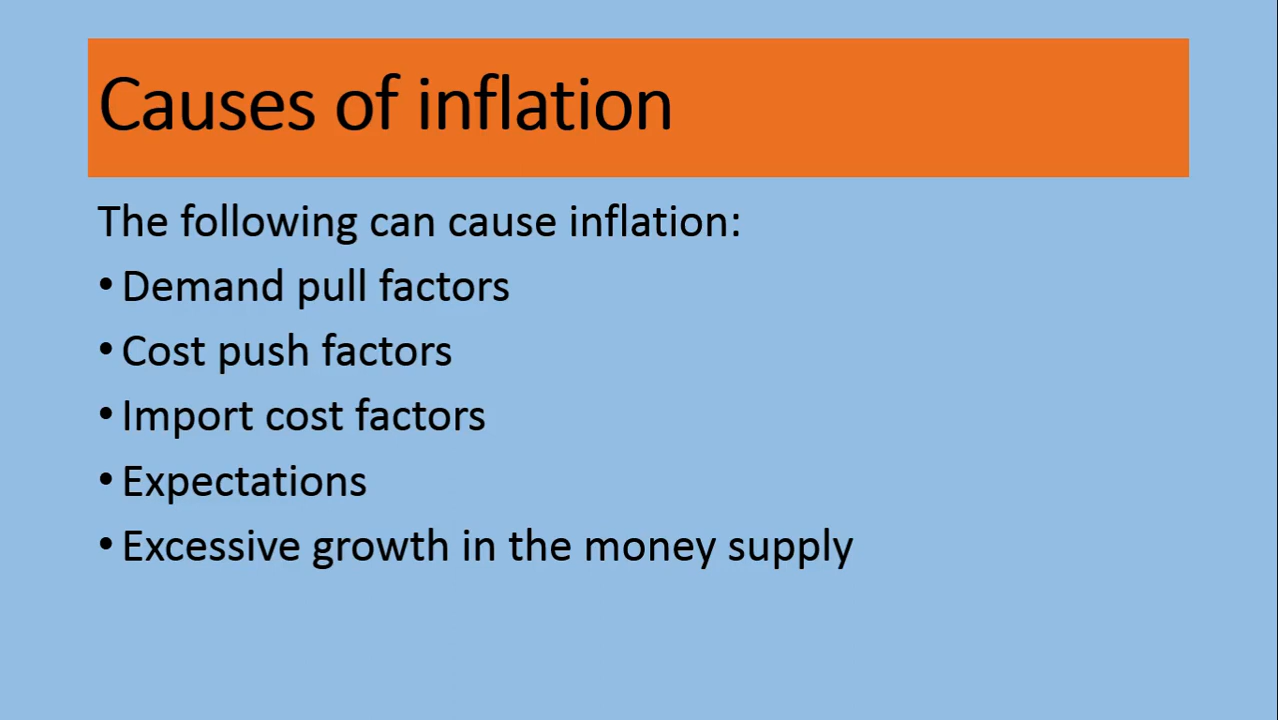 Causes of inflation
The following can cause inflation:
• Demand pull factors
• Cost push factors
• Import cost factors
• Expectations
• Excessive growth in the money supply